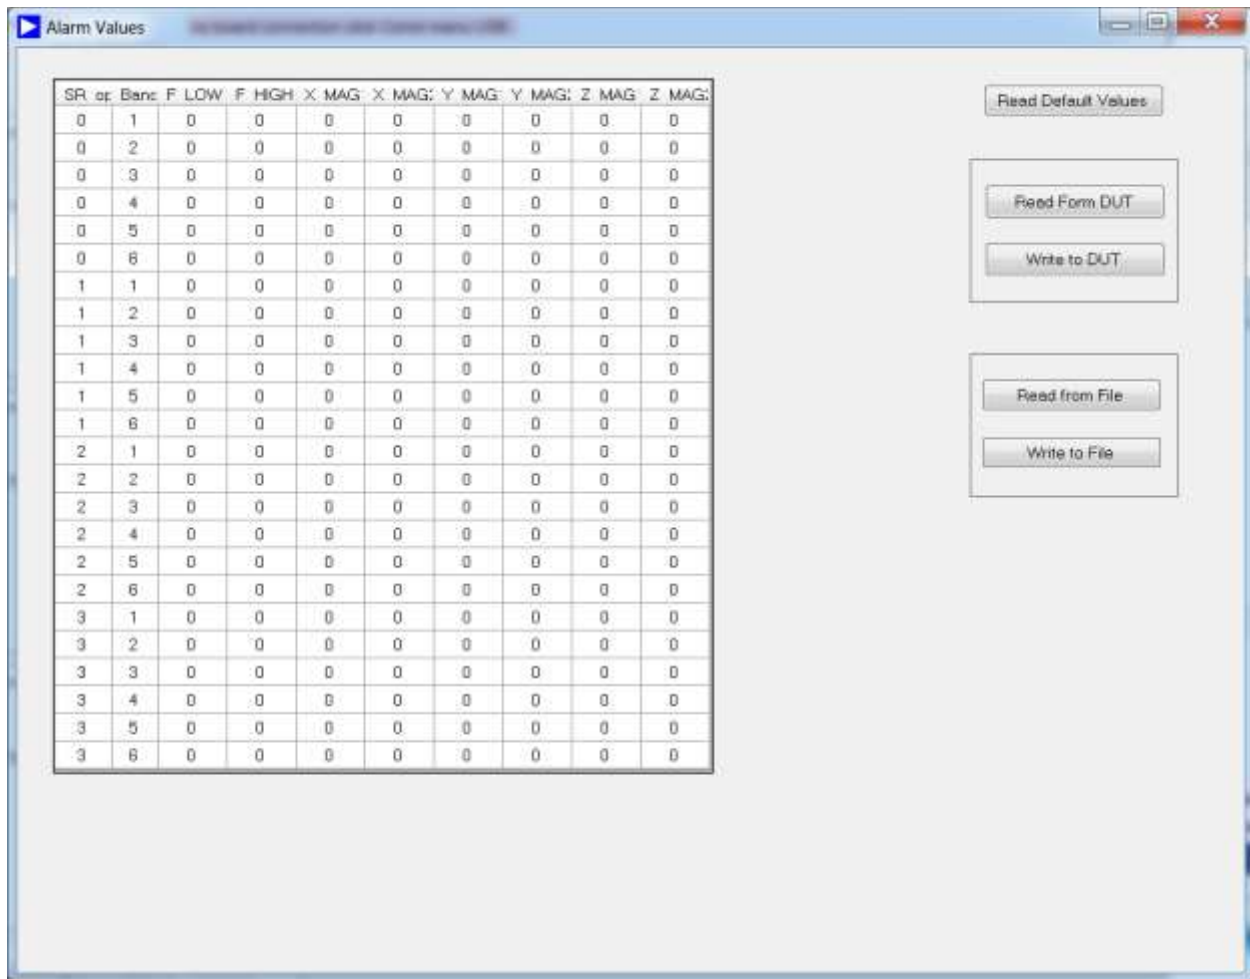 Alarm Values
SR op Banc F LOW F HIGH X MAG X MAG: Y MAG Y MAG: Z MAG Z MAG:
0 1 0 0 0 0 0 0 0 0
0 2 0 0 0 0 0 0 0 0
0 3 0 0 0 0 0 0 0 0
0 4 0 0 0 0 0 0 0 0
0 5 0 0 0 0 0 0 0 0
0 6 0 0 0 0 0 0 0 0
1 1 0 0 0 0 0 0 0 0
1 2 0 0 0 0 0 0 0 0
1 3 0 0 0 0 0 0 0 0
1 4 0 0 0 0 0 0 0 0
1 5 0 0 0 0 0 0 0 0
1 6 0 0 0 0 0 0 0 0
2 1 0 0 0 0 0 0 0 0
2 2 0 0 0 0 0 0 0 0
2 3 0 0 0 0 0 0 0 0
2 4 0 0 0 0 0 0 0 0
2 5 0 0 0 0 0 0 0 0
2 6 0 0 0 0 0 0 0 0
3 1 0 0 0 0 0 0 0 0
3 2 0 0 0 0 0 0 0 0
3 3 0 0 0 0 0 0 0 0
3 4 0 0 0 0 0 0 0 0
3 5 0 0 0 0 0 0 0 0
3 6 0 0 0 0 0 0 0 0
Read Default Values
Read Form DUT
Write to DUT
Read from File
Write to File